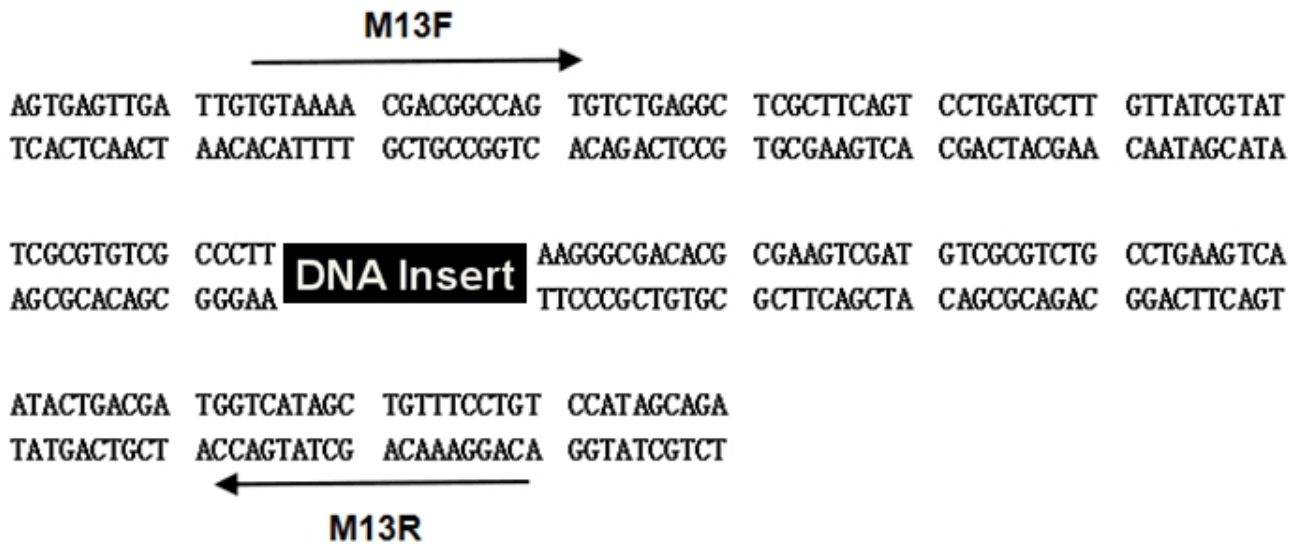 M13F
AGTGAGTTGA TTGTGTAAAA CGACGGCCAG TGTCTGAGGC TCGCTTCAGT CCTGATGCTT GTTATCGTAT
TCACTCAACT AACACATTTT GCTGCCGGTC ACAGACTCCG TGCGAAGTCA CGACTACGAA CAATAGCATA
TCGCGTGTCG CCCTT DNA Insert AAGGGCGACACG CGAAGTCGAT GTCGCGTCTG CCTGAAGTCA
AGCGCACAGC GGGAA TTCCCGCTGTGC GCTTCAGCTA CAGCGCAGAC GGACTTCAGT
ATACTGACGA TGGTCATAGC TGTTTCCTGT CCATAGCAGA
TATGACTGCT ACCAGTATCG ACAAAGGACA GGTATCGTCT
M13R